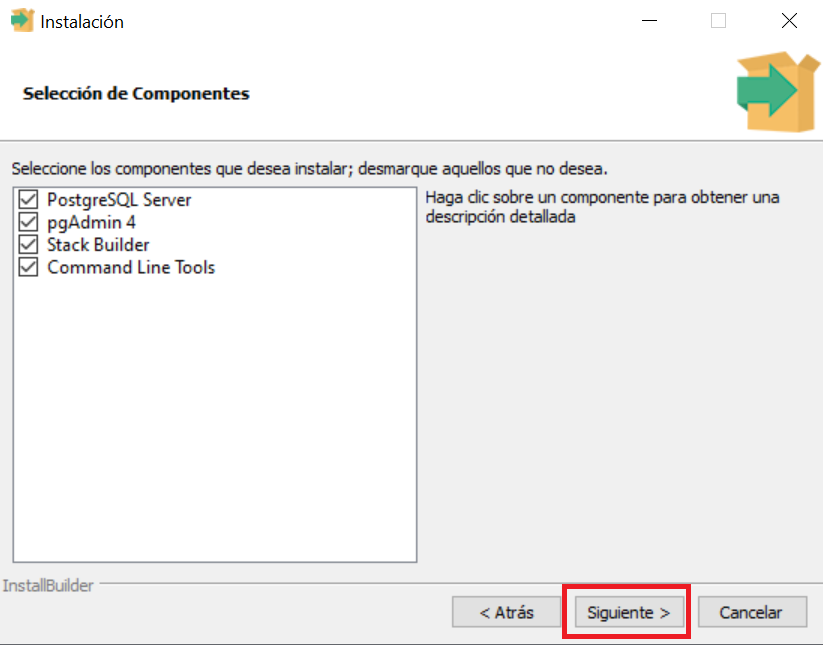 Instalación
Selección de Componentes
Seleccione los componentes que desea instalar; desmarque aquellos que no desea.
PostgreSQL Server
pgAdmin 4
Stack Builder
Command Line Tools
Haga clic sobre un componente para obtener una
descripción detallada
InstallBuilder
< Atrás
Siguiente >
Cancelar